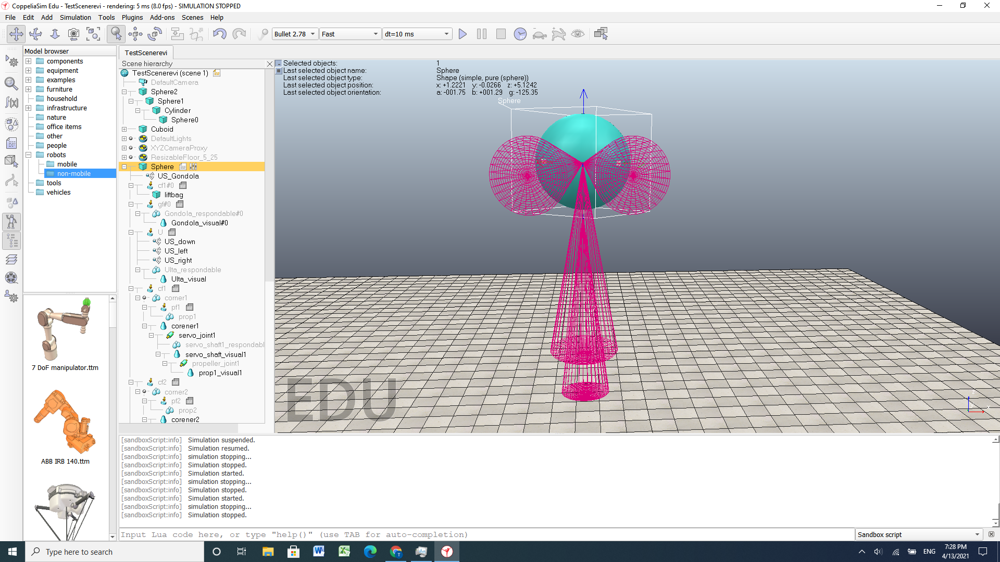 CoppeliaSim Edu - TestScenerevi - rendering: 5 ms (8.0 fps) - SIMULATION STOPPED
File Edit Add Simulation Tools Plugins Add-ons Scenes Help
Bullet 2.78 Fast dt=10 ms
Model browser
components
equipment
examples
furniture
household
infrastructure
nature
office items
other
people
robots
mobile
non-mobile
tools
vehicles
7 DoF manipulator.ttm
ABB IRB 140.ttm
TestScenerevi
Scene hierarchy
TestScenerevi (scene 1)
DefaultCamera
Sphere2
Sphere1
Cylinder
Sphere0
Cuboid
DefaultLights
XYZCameraProxy
ResizableFloor_5_25
Sphere
US_Gondola
cf1#0
liftbag
gf#0
Gondola_respondable#0
Gondola_visual#0
U
US_down
US_left
US_right
Ulta_respondable
Ulta_visual
cf1
corner1
pf1
prop1
corener1
servo_joint1
servo_shaft1_respondabl
servo_shaft_visual1
propeller_joint1
prop1_visual1
cf2
corner2
pf2
prop2
corener2
Selected objects: 1
Last selected object name: Sphere
Last selected object type: Shape (simple, pure (sphere))
Last selected object position: x: +1.2221 y: -0.0266 z: +5.1242
Last selected object orientation: a: -001.75 b: +001.29 g: -125.35
Sphere
EDU
[sandboxScript:info] Simulation suspended.
[sandboxScript:info] Simulation resumed.
[sandboxScript:info] simulation stopping...
[sandboxScript:info] Simulation stopped.
[sandboxScript:info] Simulation started.
[sandboxScript:info] simulation stopping...
[sandboxScript:info] Simulation stopped.
[sandboxScript:info] Simulation started.
[sandboxScript:info] simulation stopping...
[sandboxScript:info] Simulation stopped.
Input Lua code here, or type "help()" (use TAB for auto-completion)
Sandbox script
Type here to search
ENG
7:28 PM
4/13/2021